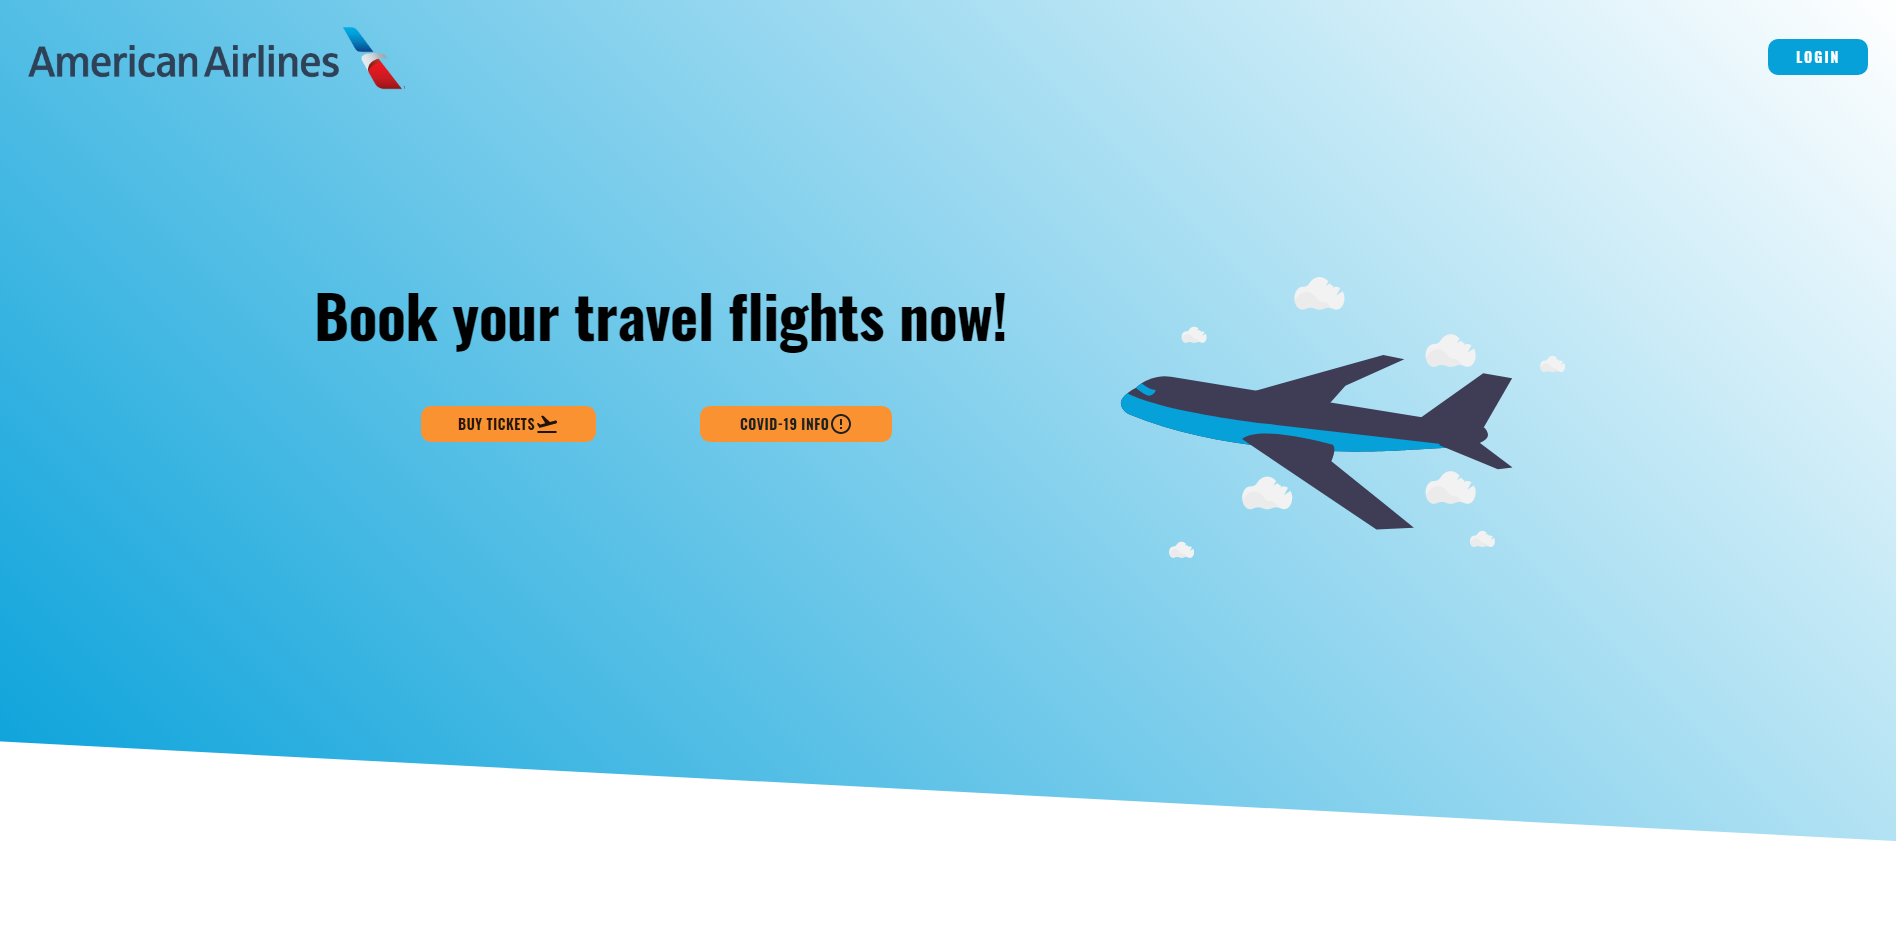 American Airlines
LOGIN
Book your travel flights now!
BUY TICKETS
COVID-19 INFO